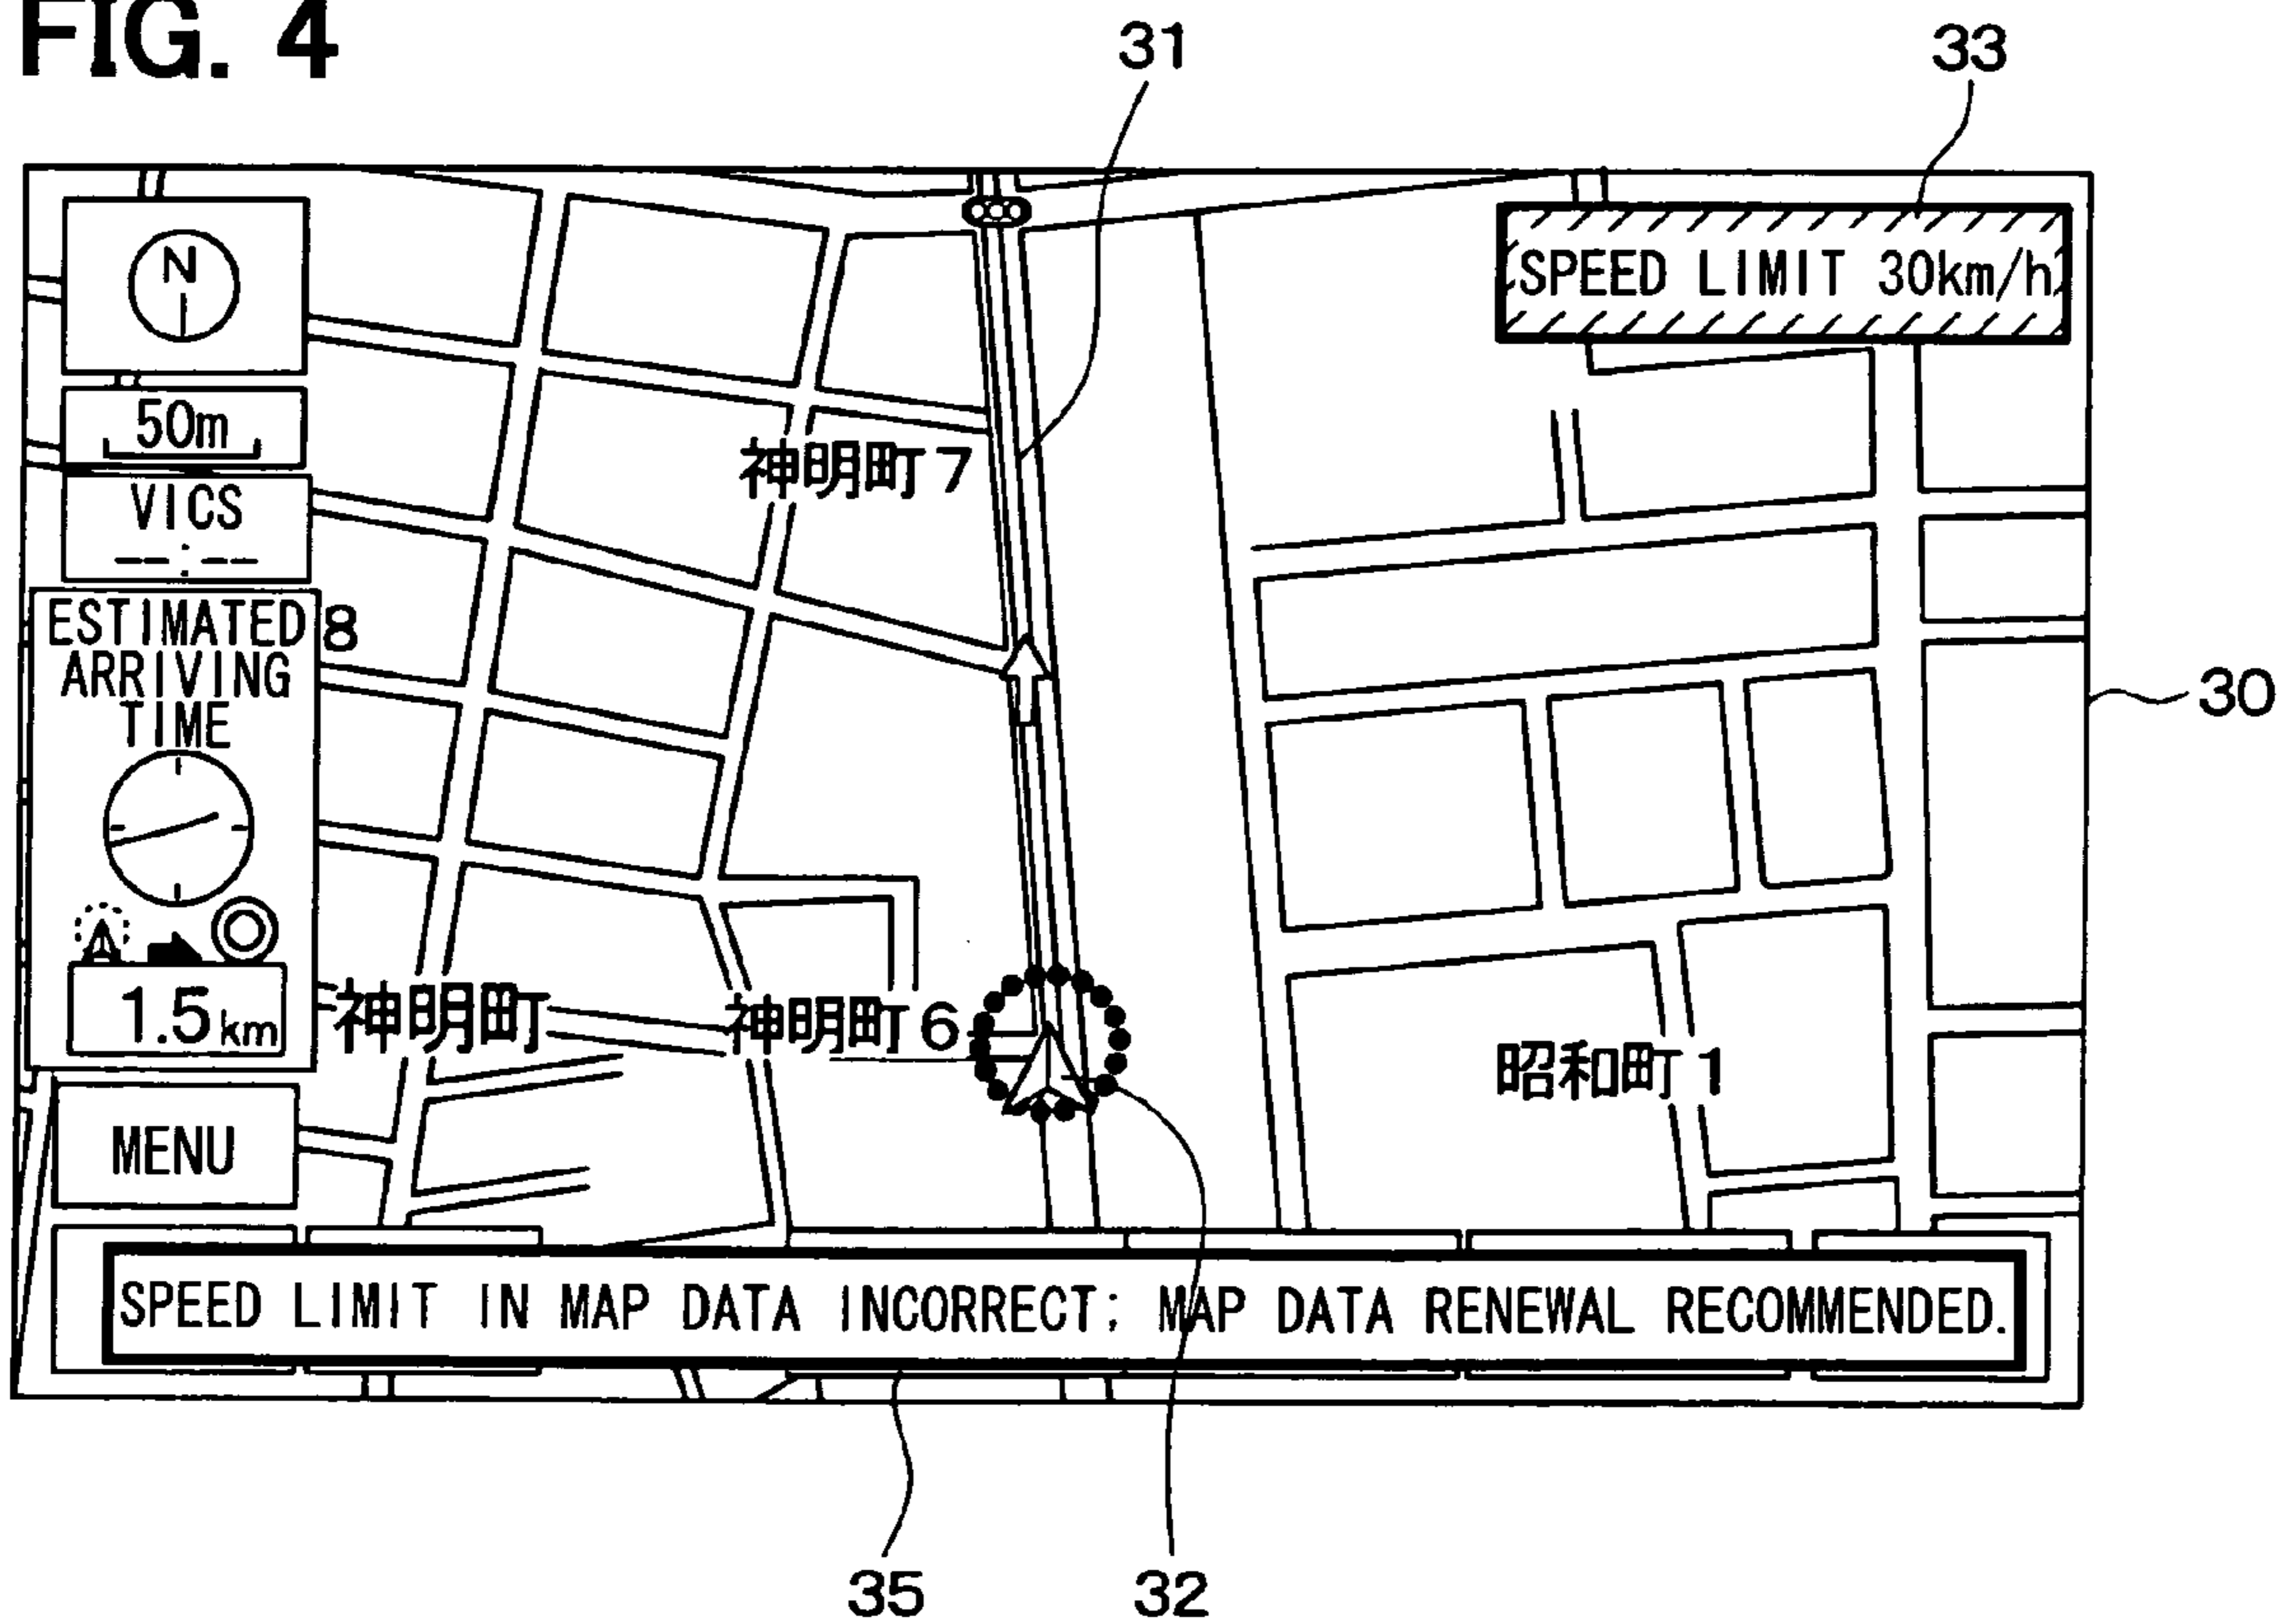 FIG. 4
31
33
N
SPEED LIMIT 30km/h
50m
神明町7
VICS
--:--
ESTIMATED
ARRIVING
TIME
8
30
1.5km
神明町
神明町6
昭和町1
MENU
SPEED LIMIT IN MAP DATA INCORRECT; MAP DATA RENEWAL RECOMMENDED.
35
32